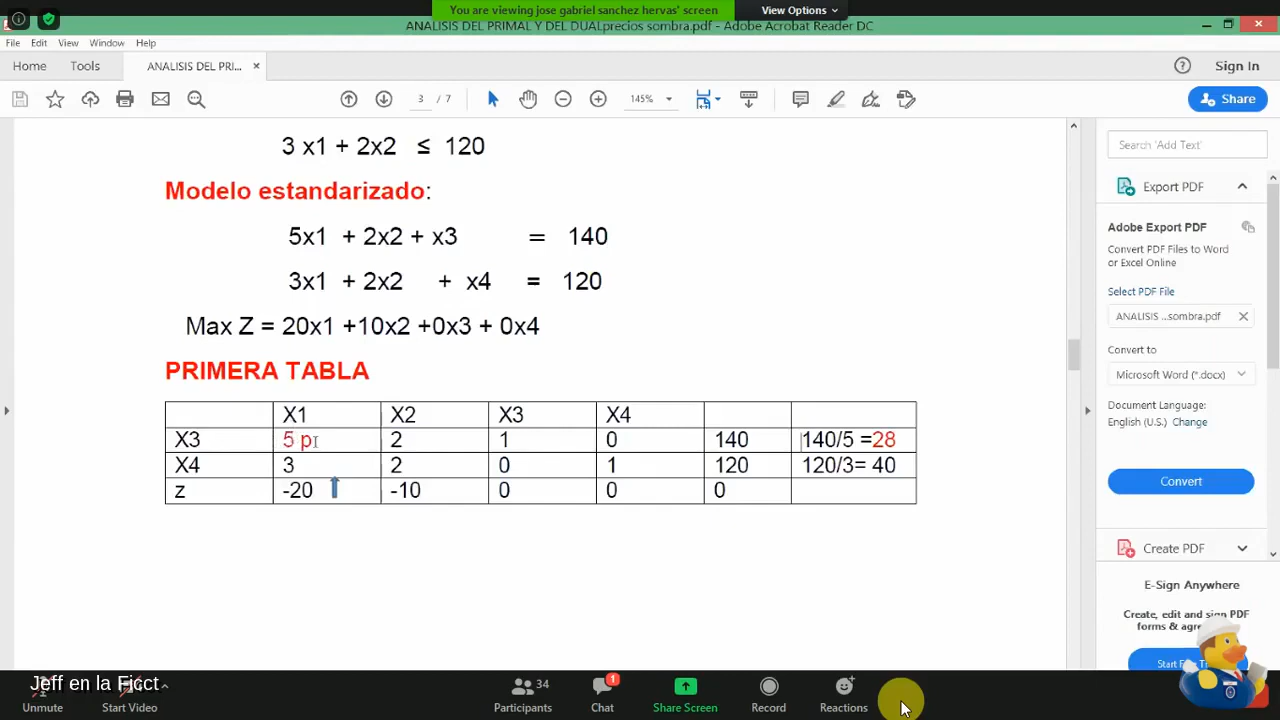 You are viewing jose gabriel sanchez hervas' screen
View Options
ANALISIS DEL PRIMAL Y DEL DUALprecios sombra.pdf - Adobe Acrobat Reader DC
File Edit View Window Help
Home Tools ANALISIS DEL PRI... × Sign In
3 / 7 145% Share
3 x1 + 2x2 ≤ 120
Modelo estandarizado:
5x1 + 2x2 + x3 = 140
3x1 + 2x2 + x4 = 120
Max Z = 20x1 +10x2 +0x3 + 0x4
PRIMERA TABLA
X1 X2 X3 X4
X3 5 p 2 1 0 140 140/5 =28
X4 3 2 0 1 120 120/3= 40
z -20 -10 0 0 0
Search 'Add Text'
Export PDF
Adobe Export PDF
Convert PDF Files to Word
or Excel Online
Select PDF File
ANALISIS ...sombra.pdf
Convert to
Microsoft Word (*.docx)
Document Language:
English (U.S.) Change
Convert
Create PDF
E-Sign Anywhere
Create, edit and sign PDF
forms &
Jeff en la Ficct
Unmute
Start Video
34
Participants
1
Chat
Share Screen
Record
Reactions